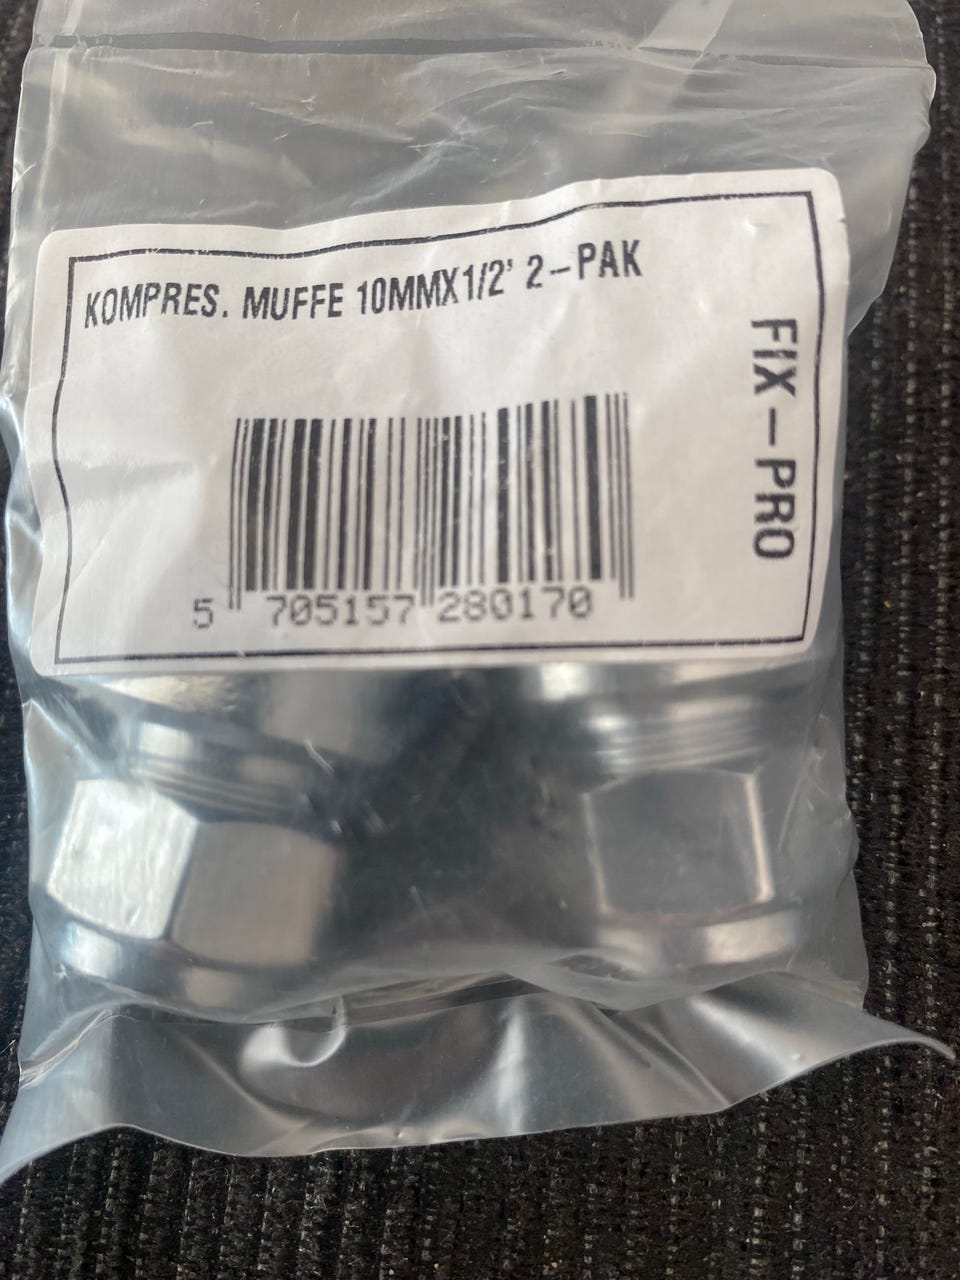 KOMPRES. MUFFE 10MMX1/2' 2-PAK
FIX-PRO
5 705157 280170